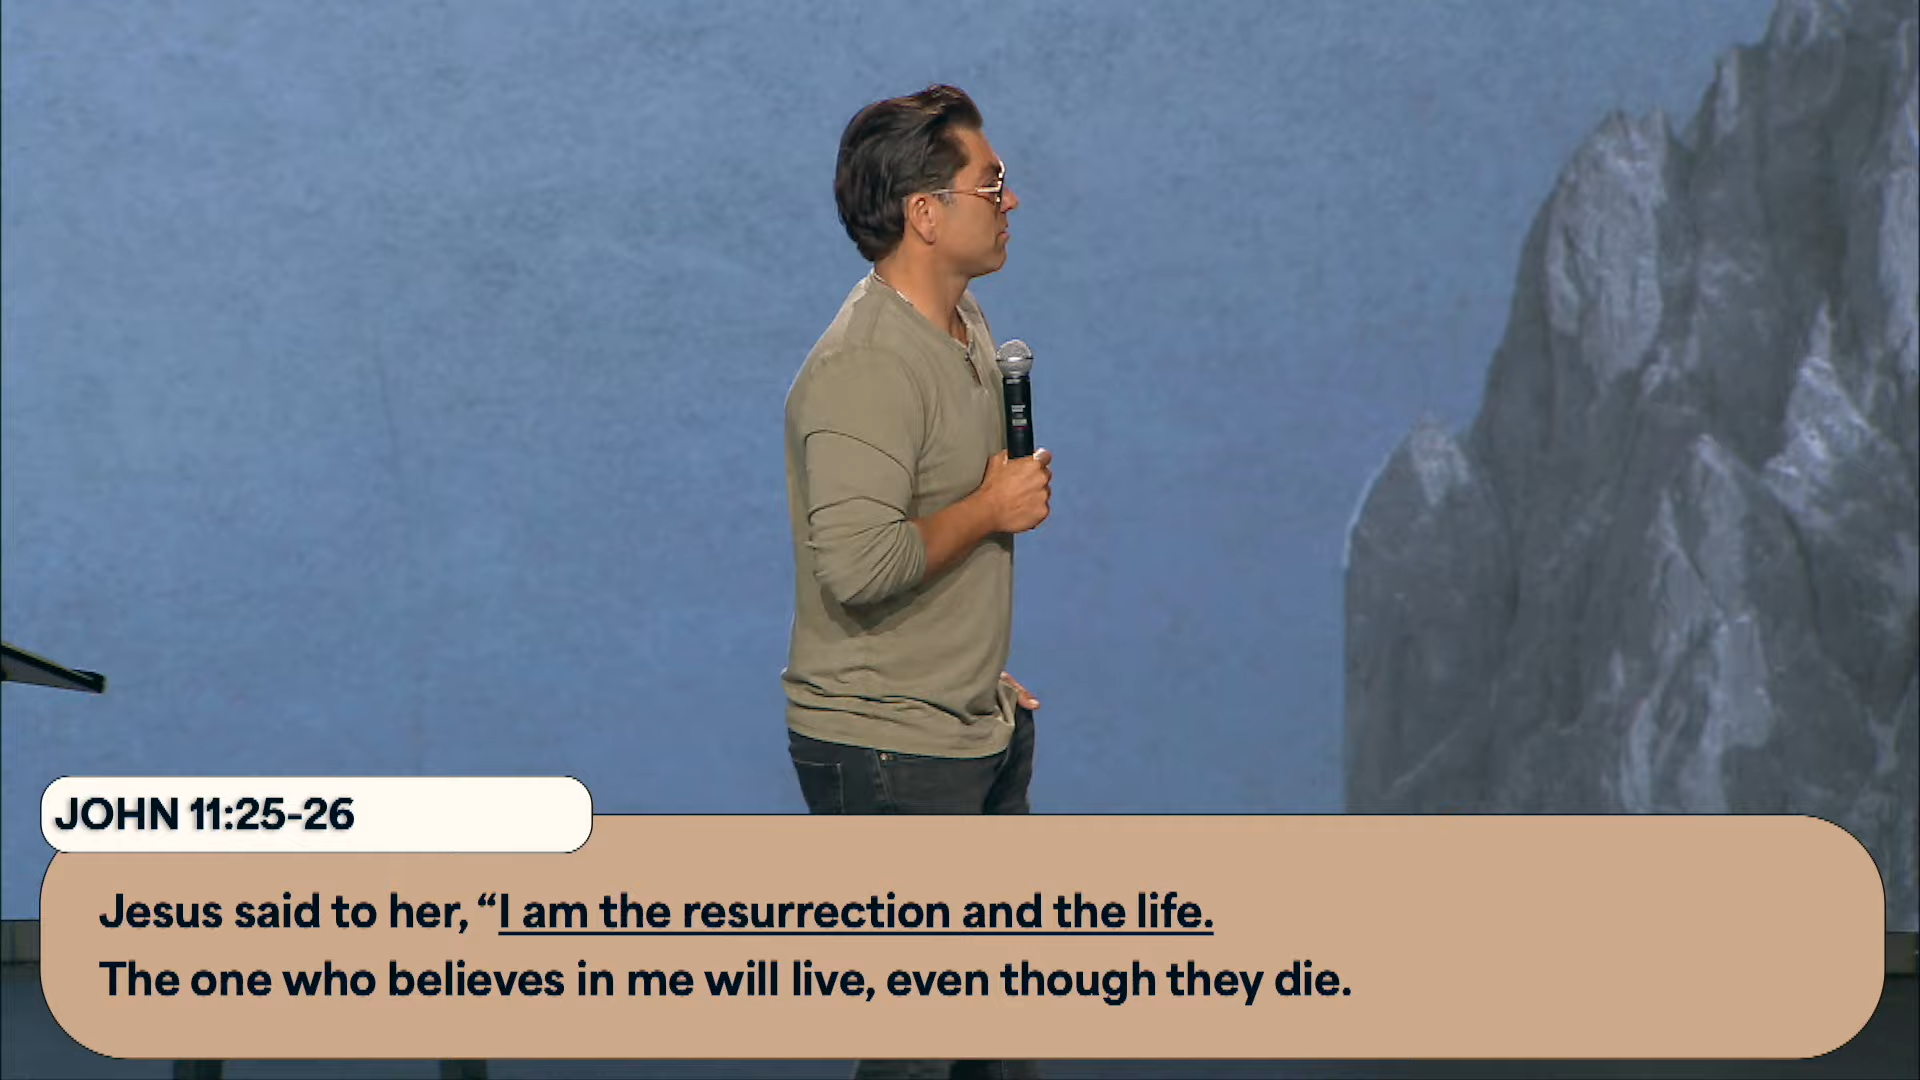 JOHN 11:25-26
Jesus said to her, “I am the resurrection and the life.
The one who believes in me will live, even though they die.